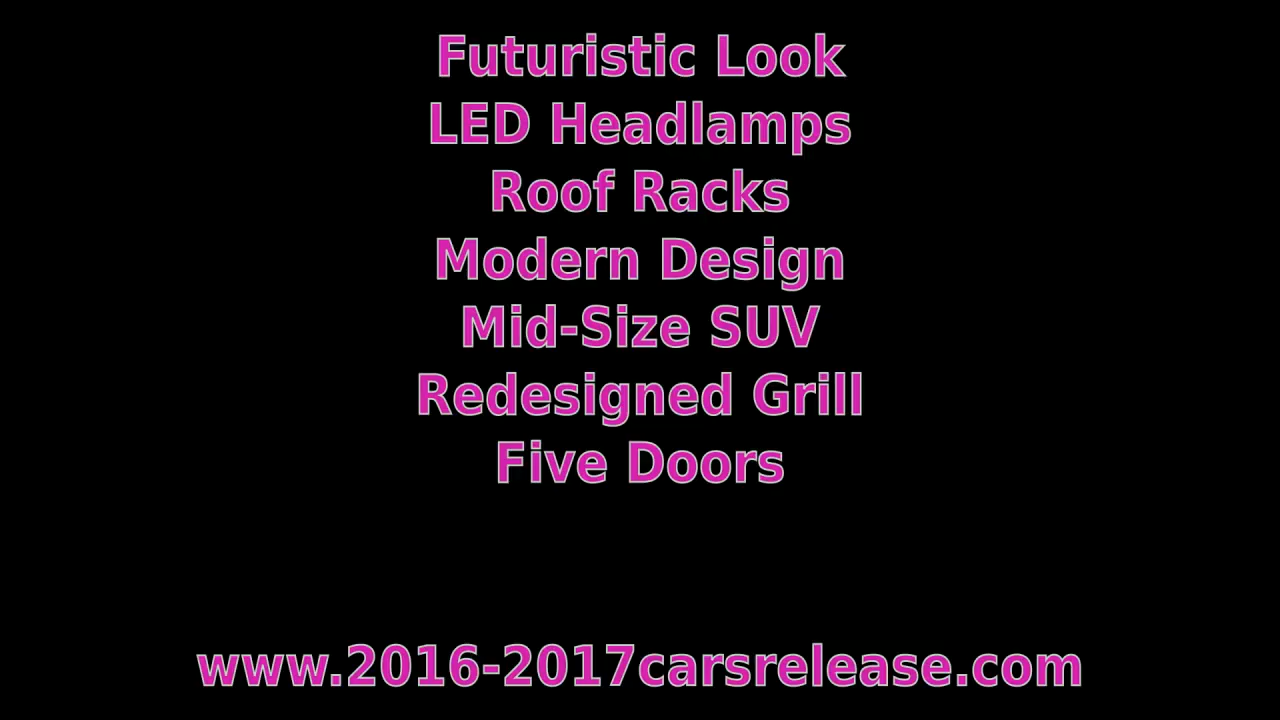 Futuristic Look
LED Headlamps
Roof Racks
Modern Design
Mid-Size SUV
Redesigned Grill
Five Doors
www.2016-2017carsrelease.com